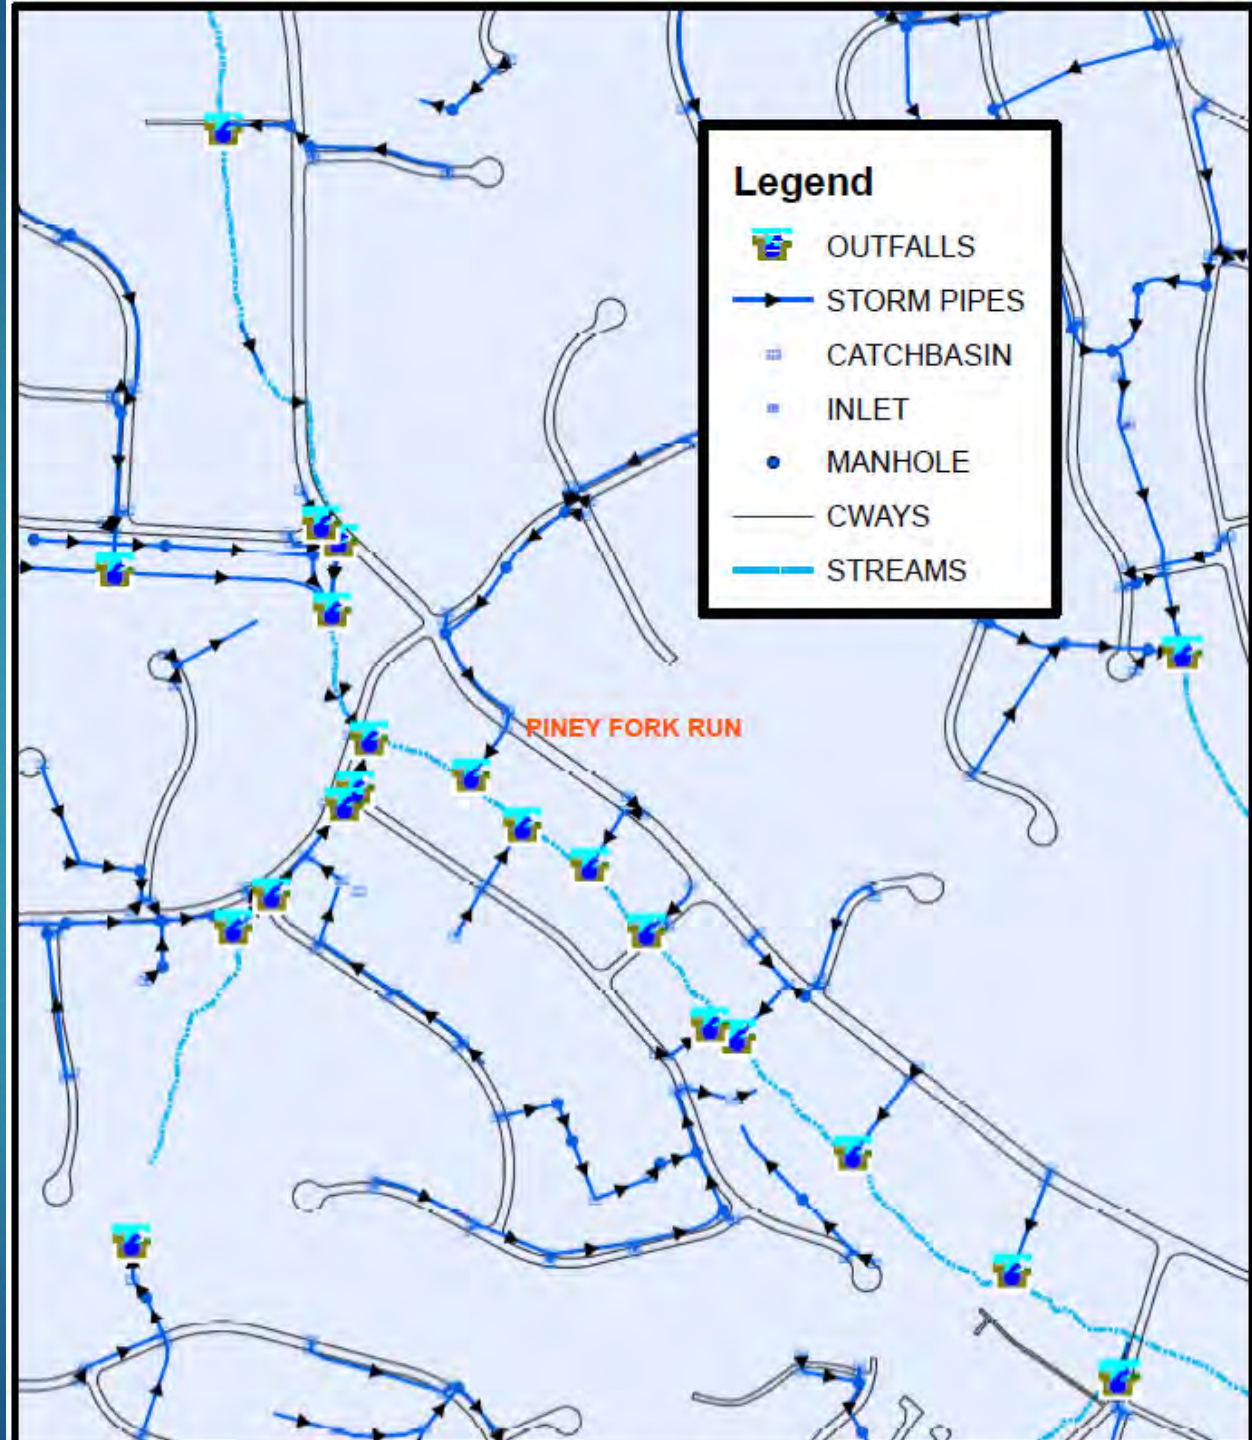 Legend
OUTFALLS
STORM PIPES
CATCHBASIN
INLET
MANHOLE
CWAYS
STREAMS
PINEY FORK RUN